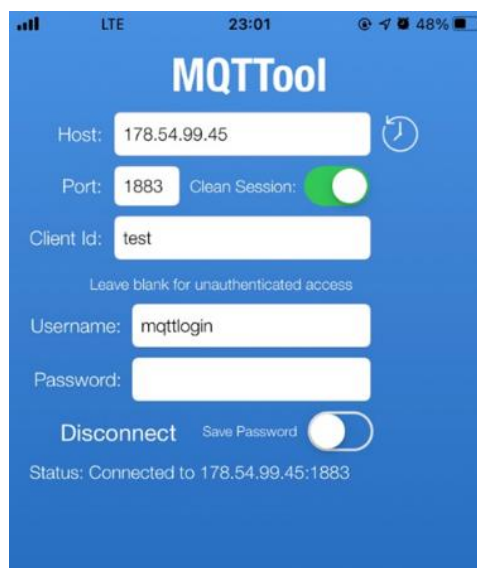 LTE 23:01 48%
MQTTool
Host: 178.54.99.45
Port: 1883 Clean Session:
Client Id: test
Leave blank for unauthenticated access
Username: mqttlogin
Password:
Disconnect Save Password
Status: Connected to 178.54.99.45:1883